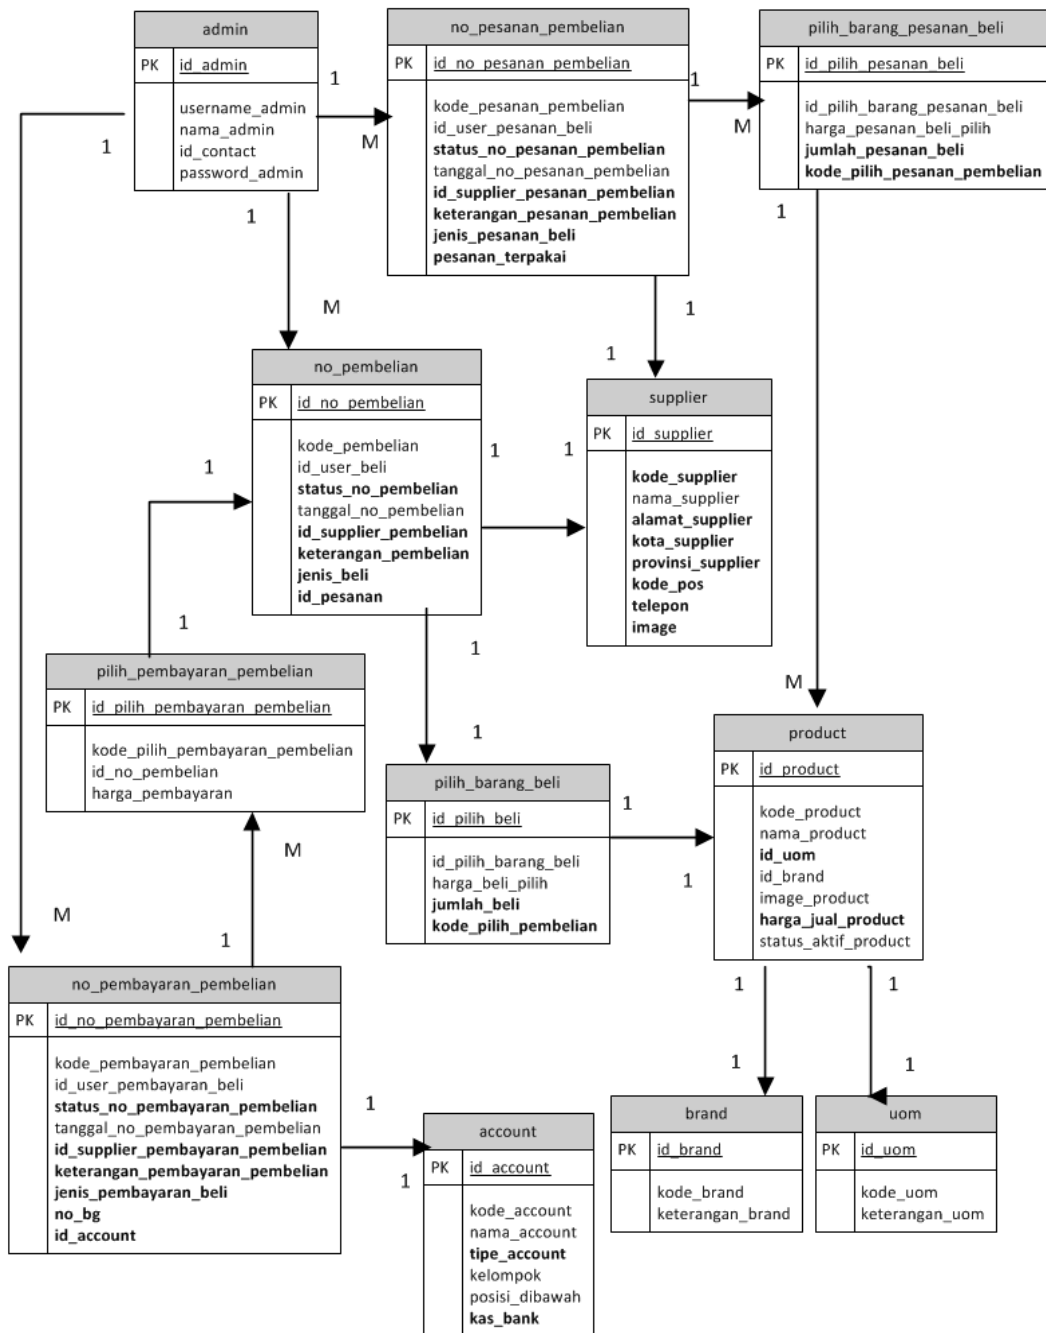 admin
PK id_admin
username_admin
nama_admin
id_contact
password_admin
no_pesanan_pembelian
PK id_no_pesanan_pembelian
kode_pesanan_pembelian
id_user_pesanan_beli
status_no_pesanan_pembelian
tanggal_no_pesanan_pembelian
id_supplier_pesanan_pembelian
keterangan_pesanan_pembelian
jenis_pesanan_beli
pesanan_terpakai
pilih_barang_pesanan_beli
PK id_pilih_pesanan_beli
id_pilih_barang_pesanan_beli
harga_pesanan_beli_pilih
jumlah_pesanan_beli
kode_pilih_pesanan_pembelian
1
M
1
M
1
1
1
M
1
1
no_pembelian
PK id_no_pembelian
kode_pembelian
id_user_beli
status_no_pembelian
tanggal_no_pembelian
id_supplier_pembelian
keterangan_pembelian
jenis_beli
id_pesanan
supplier
PK id_supplier
kode_supplier
nama_supplier
alamat_supplier
kota_supplier
provinsi_supplier
kode_pos
telepon
image
1
1
1
1
1
1
M
pilih_pembayaran_pembelian
PK id_pilih_pembayaran_pembelian
kode_pilih_pembayaran_pembelian
id_no_pembelian
harga_pembayaran
pilih_barang_beli
PK id_pilih_beli
id_pilih_barang_beli
harga_beli_pilih
jumlah_beli
kode_pilih_pembelian
product
PK id_product
kode_product
nama_product
id_uom
id_brand
image_product
harga_jual_product
status_aktif_product
1
1
M
M
1
1
1
1
1
no_pembayaran_pembelian
PK id_no_pembayaran_pembelian
kode_pembayaran_pembelian
id_user_pembayaran_beli
status_no_pembayaran_pembelian
tanggal_no_pembayaran_pembelian
id_supplier_pembayaran_pembelian
keterangan_pembayaran_pembelian
jenis_pembayaran_beli
no_bg
id_account
1
1
account
PK id_account
kode_account
nama_account
tipe_account
kelompok
posisi_dibawah
kas_bank
brand
PK id_brand
kode_brand
keterangan_brand
uom
PK id_uom
kode_uom
keterangan_uom